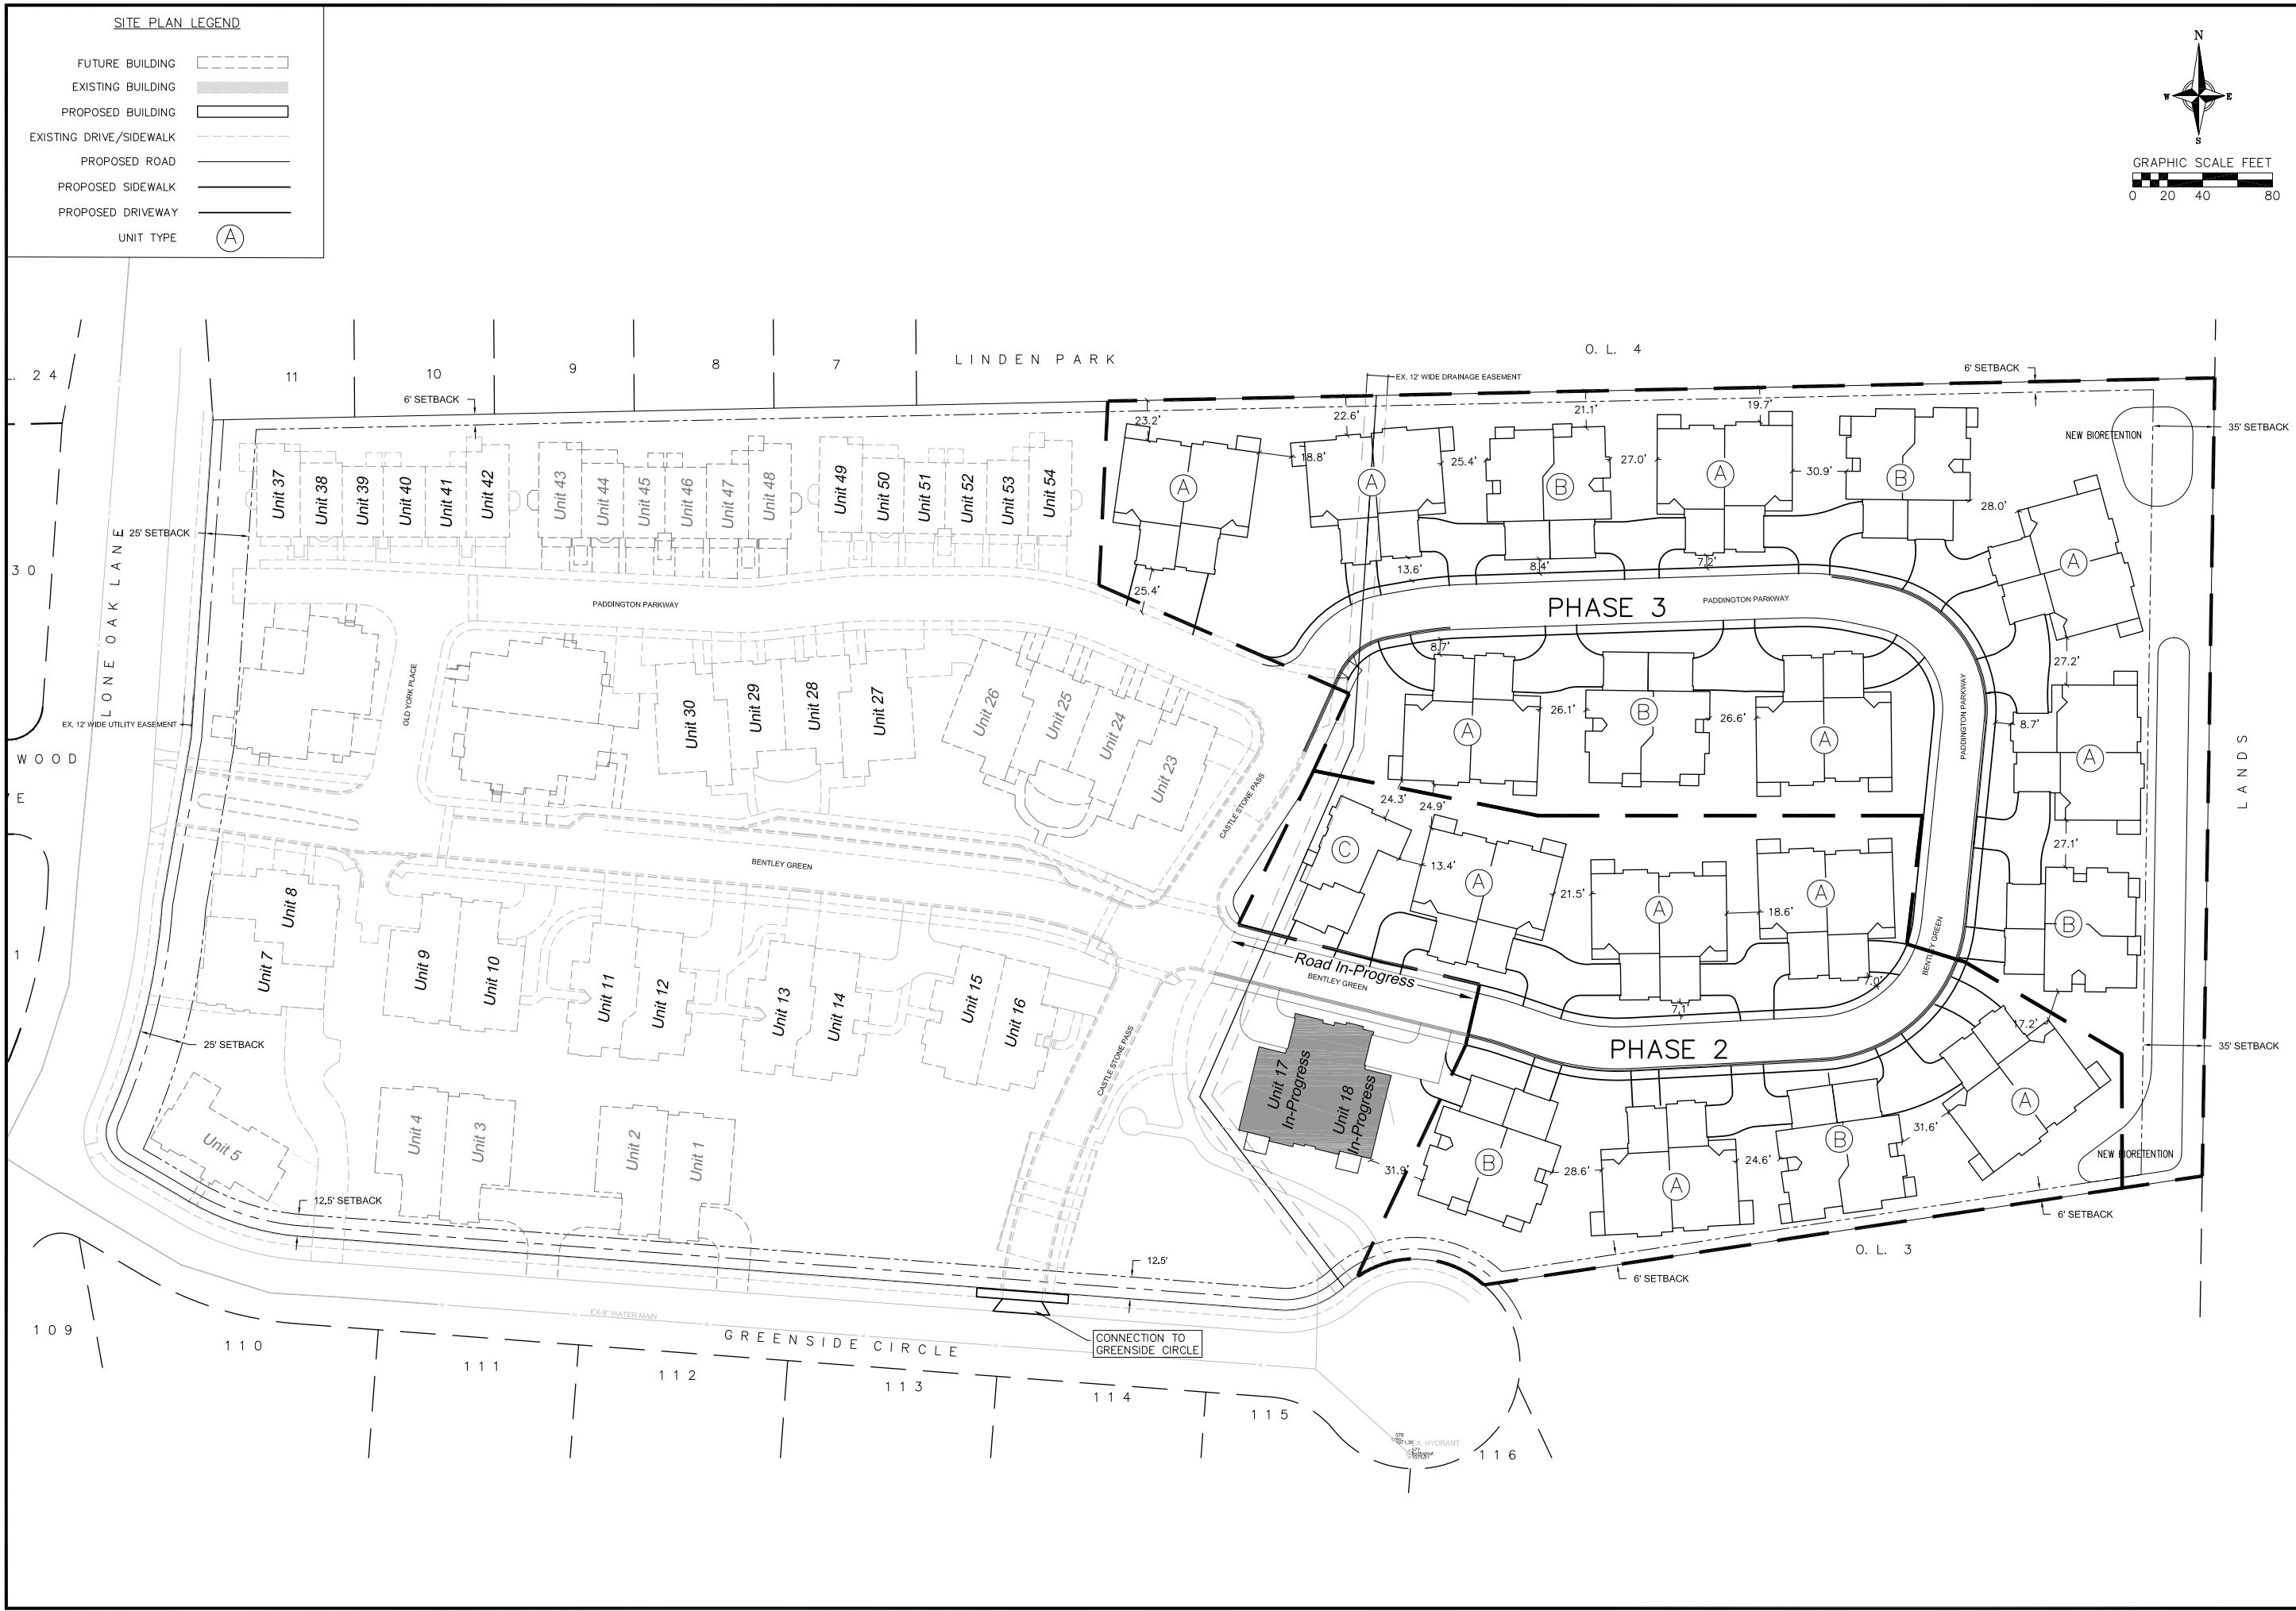 SITE PLAN LEGEND
FUTURE BUILDING
EXISTING BUILDING
PROPOSED BUILDING
EXISTING DRIVE/SIDEWALK
PROPOSED ROAD
PROPOSED SIDEWALK
PROPOSED DRIVEWAY
UNIT TYPE
A
N
W
E
S
GRAPHIC SCALE FEET
0 20 40 80
LINDEN PARK
O. L. 4
11
10
9
8
7
6' SETBACK
EX. 12' WIDE DRAINAGE EASEMENT
6' SETBACK
L. 24
30
WOOD
E
1
LONE OAK LANE
25' SETBACK
EX. 12' WIDE UTILITY EASEMENT
Unit 37
Unit 38
Unit 39
Unit 40
Unit 41
Unit 42
Unit 43
Unit 44
Unit 45
Unit 46
Unit 47
Unit 48
Unit 49
Unit 50
Unit 51
Unit 52
Unit 53
Unit 54
23.2'
22.6'
21.1'
19.7'
A
18.8'
A
25.4'
B
27.0'
A
30.9'
B
28.0'
NEW BIORETENTION
35' SETBACK
25.4'
13.6'
8.4'
7.2'
A
PADDINGTON PARKWAY
PHASE 3
PADDINGTON PARKWAY
OLD YORK PLACE
Unit 30
Unit 29
Unit 28
Unit 27
Unit 26
Unit 25
Unit 24
Unit 23
8.7'
A
26.1'
B
26.6'
A
PADDINGTON PARKWAY
27.2'
8.7'
A
27.1'
B
LANDS
CASTLE STONE PASS
BENTLEY GREEN
24.3'
24.9'
C
13.4'
A
21.5'
A
18.6'
A
BENTLEY GREEN
7.0'
7.1'
17.2'
Road In-Progress
BENTLEY GREEN
PHASE 2
Unit 8
Unit 7
Unit 9
Unit 10
Unit 11
Unit 12
Unit 13
Unit 14
Unit 15
Unit 16
CASTLE STONE PASS
Unit 17
In-Progress
Unit 18
In-Progress
31.9'
B
28.6'
A
24.6'
B
31.6'
A
NEW BIORETENTION
35' SETBACK
25' SETBACK
Unit 5
Unit 4
Unit 3
Unit 2
Unit 1
12.5' SETBACK
12.5'
6' SETBACK
6' SETBACK
O. L. 3
EX-8" WATER MAIN
GREENSIDE CIRCLE
CONNECTION TO
GREENSIDE CIRCLE
109
110
111
112
113
114
115
116
EX. HYDRANT
576
577